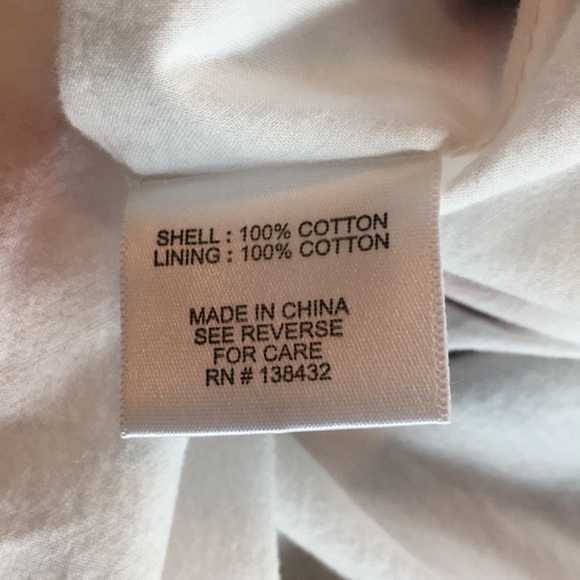 SHELL : 100% COTTON
LINING : 100% COTTON
MADE IN CHINA
SEE REVERSE
FOR CARE
RN # 138432